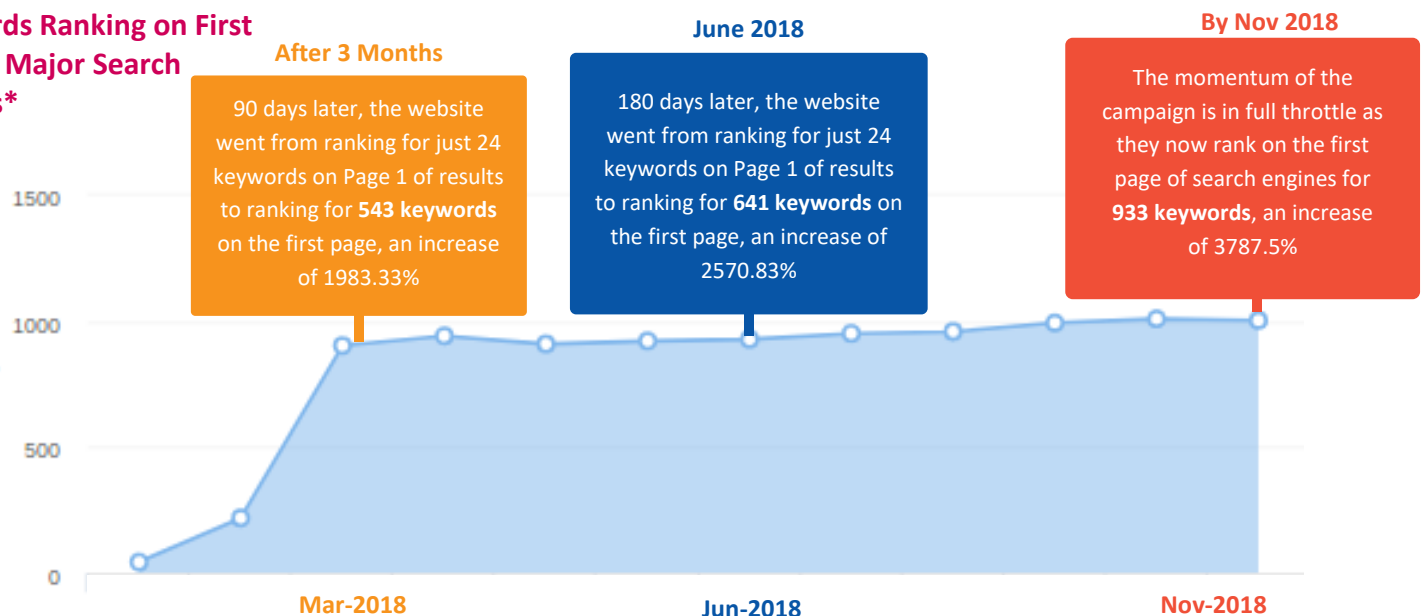 rds Ranking on First
Major Search
s*
After 3 Months
90 days later, the website
went from ranking for just 24
keywords on Page 1 of results
to ranking for 543 keywords
on the first page, an increase
of 1983.33%
June 2018
180 days later, the website
went from ranking for just 24
keywords on Page 1 of results
to ranking for 641 keywords on
the first page, an increase of
2570.83%
By Nov 2018
The momentum of the
campaign is in full throttle as
they now rank on the first
page of search engines for
933 keywords, an increase
of 3787.5%
1500
1000
500
0
Mar-2018
Jun-2018
Nov-2018